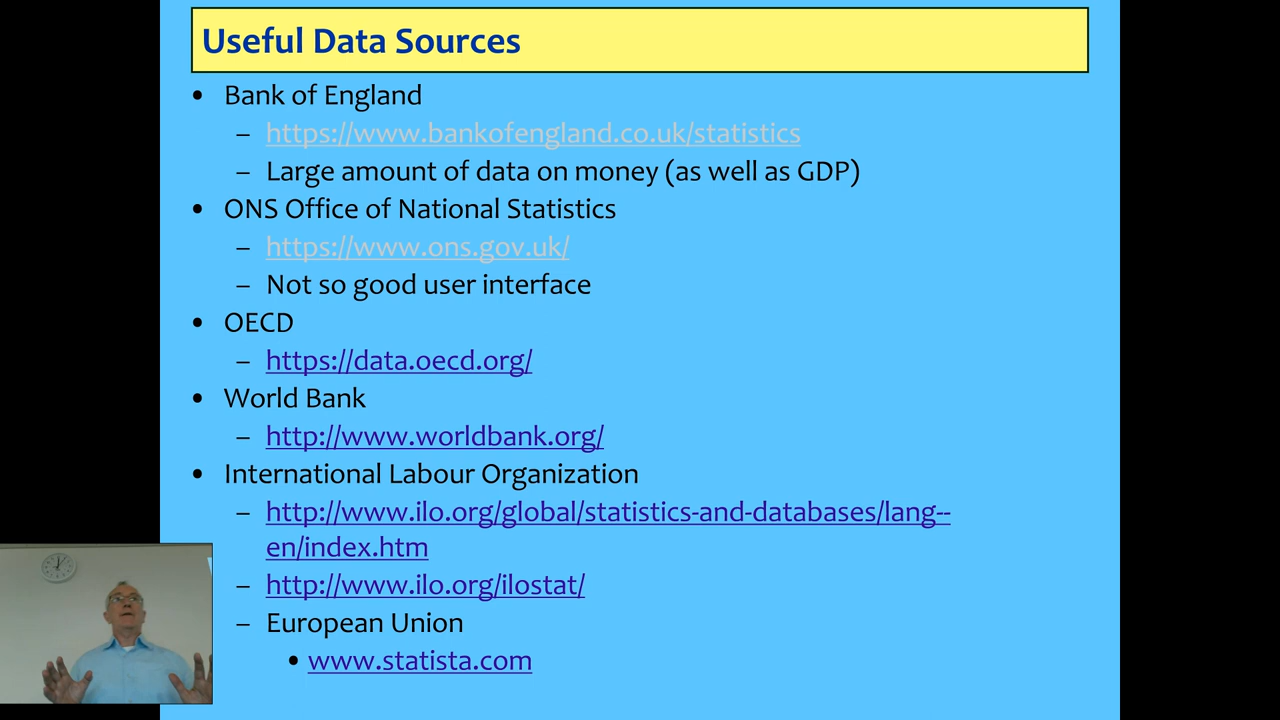 Useful Data Sources
• Bank of England
– https://www.bankofengland.co.uk/statistics
– Large amount of data on money (as well as GDP)
• ONS Office of National Statistics
– https://www.ons.gov.uk/
– Not so good user interface
• OECD
– https://data.oecd.org/
• World Bank
– http://www.worldbank.org/
• International Labour Organization
– http://www.ilo.org/global/statistics-and-databases/lang--
en/index.htm
– http://www.ilo.org/ilostat/
– European Union
• www.statista.com